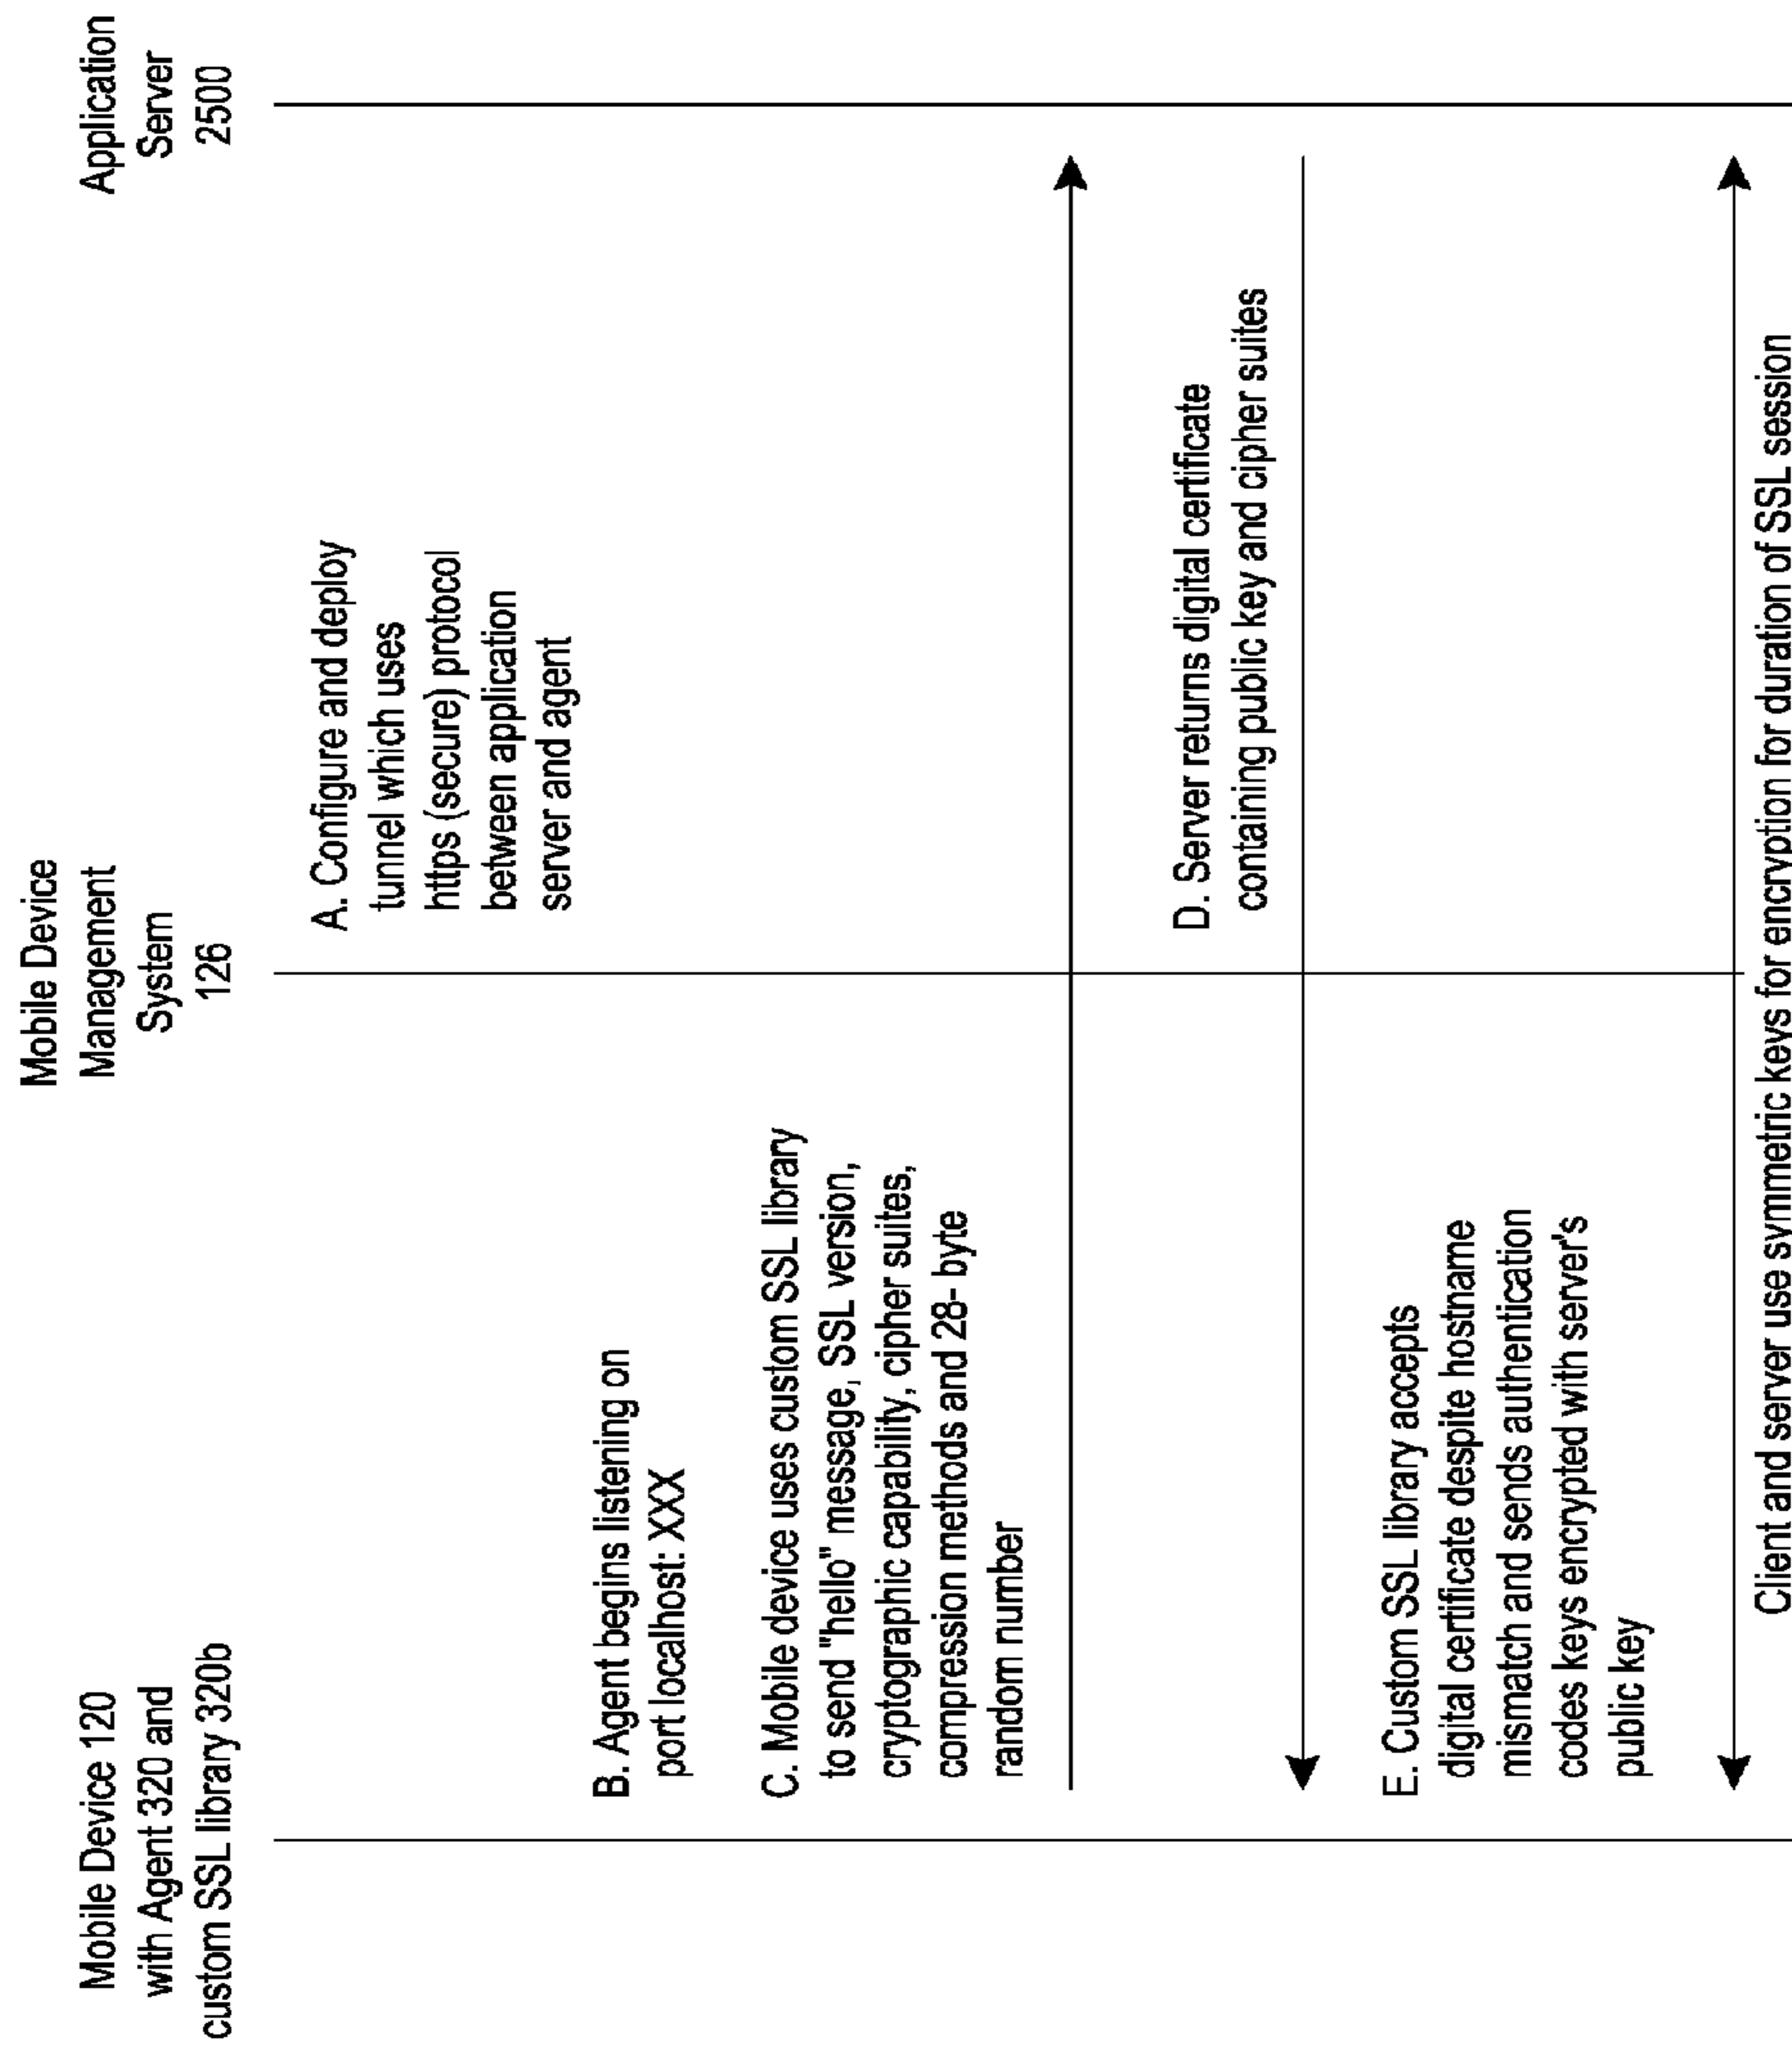 Mobile Device 120
with Agent 320 and
custom SSL library 320b
Mobile Device
Management
System
126
Application
Server
2500
A. Configure and deploy
tunnel which uses
https (secure) protocol
between application
server and agent
B. Agent begins listening on
port localhost: XXX
C. Mobile device uses custom SSL library
to send "hello" message, SSL version,
cryptographic capability, cipher suites,
compression methods and 28- byte
random number
D. Server returns digital certificate
containing public key and cipher suites
E. Custom SSL library accepts
digital certificate despite hostname
mismatch and sends authentication
codes keys encrypted with server's
public key
Client and server use symmetric keys for encryption for duration of SSL session